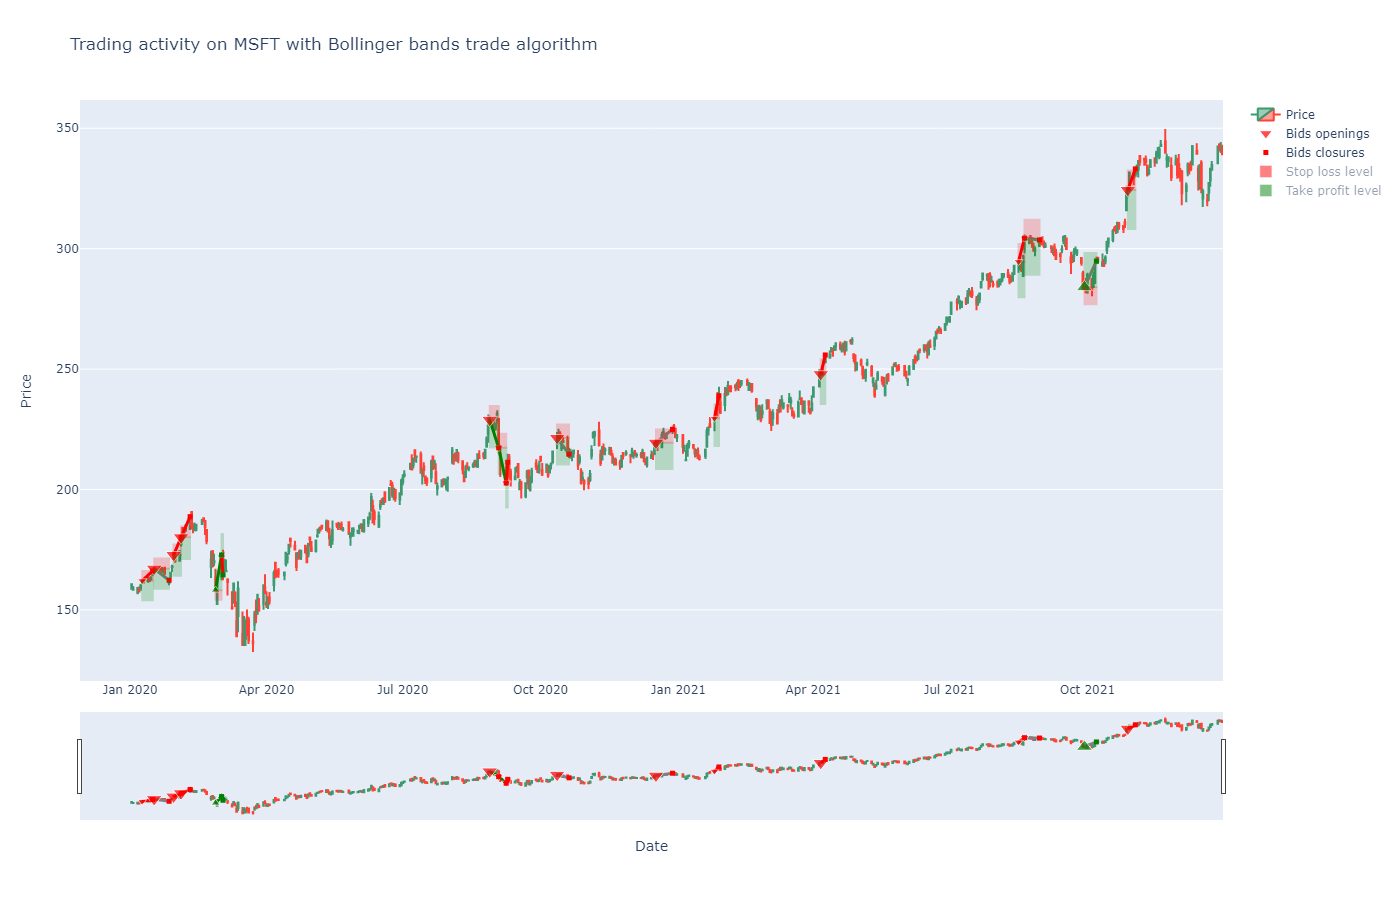 Trading activity on MSFT with Bollinger bands trade algorithm
Price
Bids openings
Bids closures
Stop loss level
Take profit level
350
300
250
200
150
Price
Jan 2020
Apr 2020
Jul 2020
Oct 2020
Jan 2021
Apr 2021
Jul 2021
Oct 2021
Date